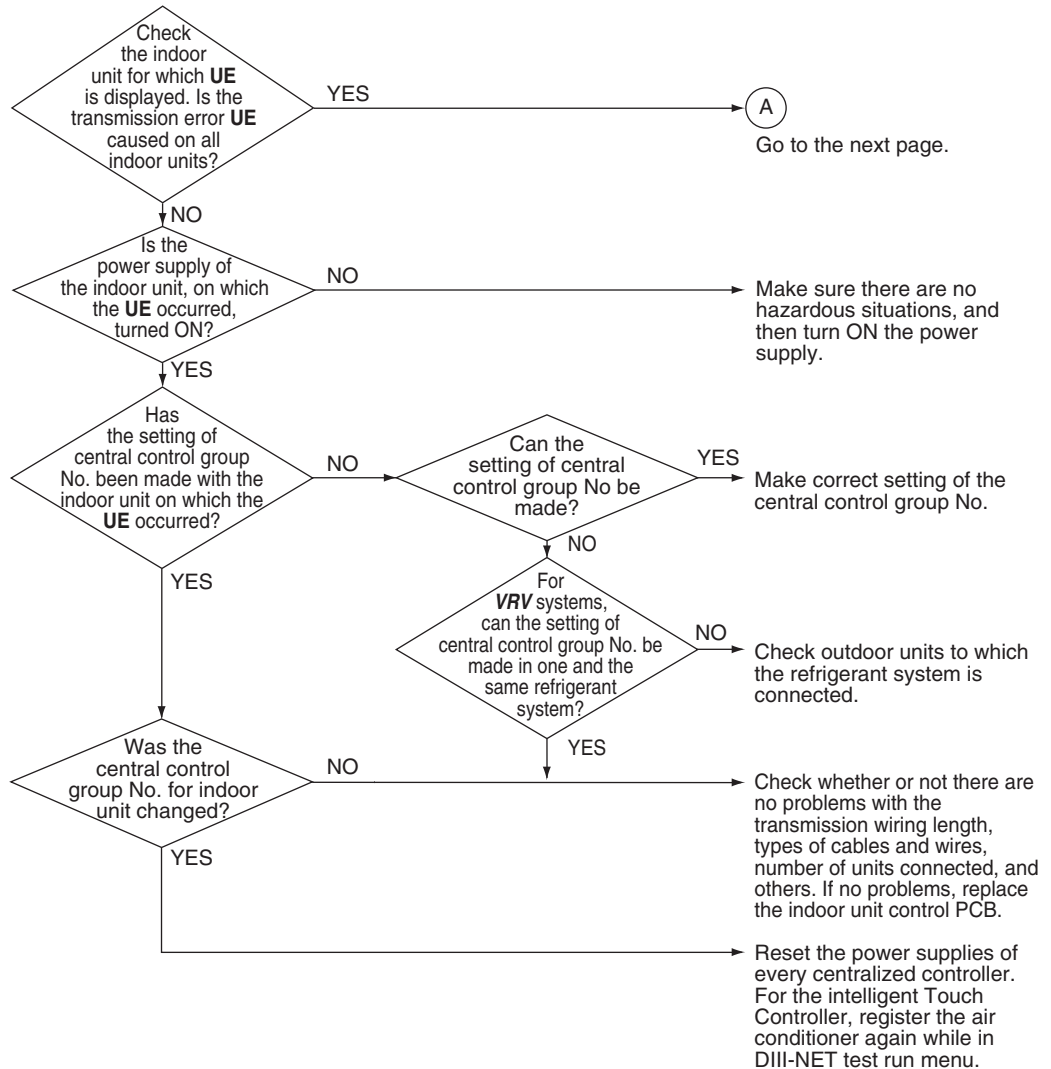 Check
the indoor
unit for which UE
is displayed. Is the
transmission error UE
caused on all
indoor units?
YES
A
Go to the next page.
NO
Is the
power supply of
the indoor unit, on which
the UE occurred,
turned ON?
NO
Make sure there are no
hazardous situations, and
then turn ON the power
supply.
YES
Has
the setting of
central control group
No. been made with the
indoor unit on which the
UE occurred?
NO
Can the
setting of central
control group No be
made?
YES
Make correct setting of the
central control group No.
NO
YES
For
VRV systems,
can the setting of
central control group No. be
made in one and the
same refrigerant
system?
NO
Check outdoor units to which
the refrigerant system is
connected.
YES
Was the
central control
group No. for indoor
unit changed?
NO
Check whether or not there are
no problems with the
transmission wiring length,
types of cables and wires,
number of units connected, and
others. If no problems, replace
the indoor unit control PCB.
YES
Reset the power supplies of
every centralized controller.
For the intelligent Touch
Controller, register the air
conditioner again while in
DIII-NET test run menu.